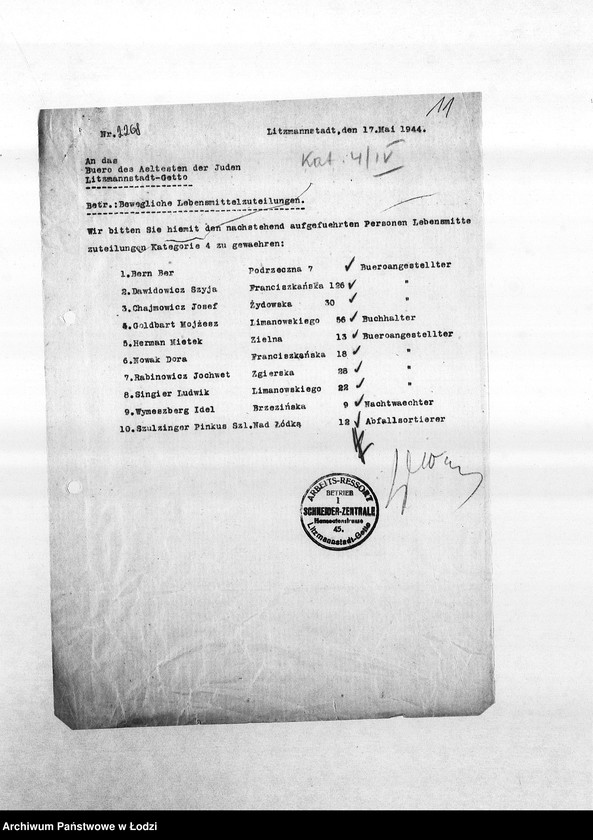 11
Nr. 2268 Litzmannstadt,den 17.Mai 1944.
Kat. 4/IV
An das
Buero des Aeltesten der Juden
Litzmannstadt-Getto
Betr.:Bewegliche Lebensmittelzuteilungen.
Wir bitten Sie hiemit den nachstehend aufgefuehrten Personen Lebensmitte
zuteilungen Kategorie 4 zu gewaehren:
1.Bern Ber Podrzeczna 7 Bueroangestellter
2.Dawidowicz Szyja Franciszkańska 126 "
3.Chajmowicz Josef Żydowska 30 "
4.Goldbart Mojżesz Limanowskiego 56 Buchhalter
5.Herman Mietek Zielna 13 Bueroangestellter
6.Nowak Dora Franciszkańska 18 "
7.Rabinowicz Jochwet Zgierska 28 "
8.Singier Ludwik Limanowskiego 22 "
9.Wymeszberg Idel Brzezińska 9 Nachtwaechter
10.Szulzinger Pinkus Szl.Nad Łódką 12 Abfallsortierer
ARBEITS-RESSORT
BETRIEB
1
SCHNEIDER-ZENTRALE
Hanseatenstrasse
45.
Litzmannstadt-Getto
Archiwum Państwowe w Łodzi